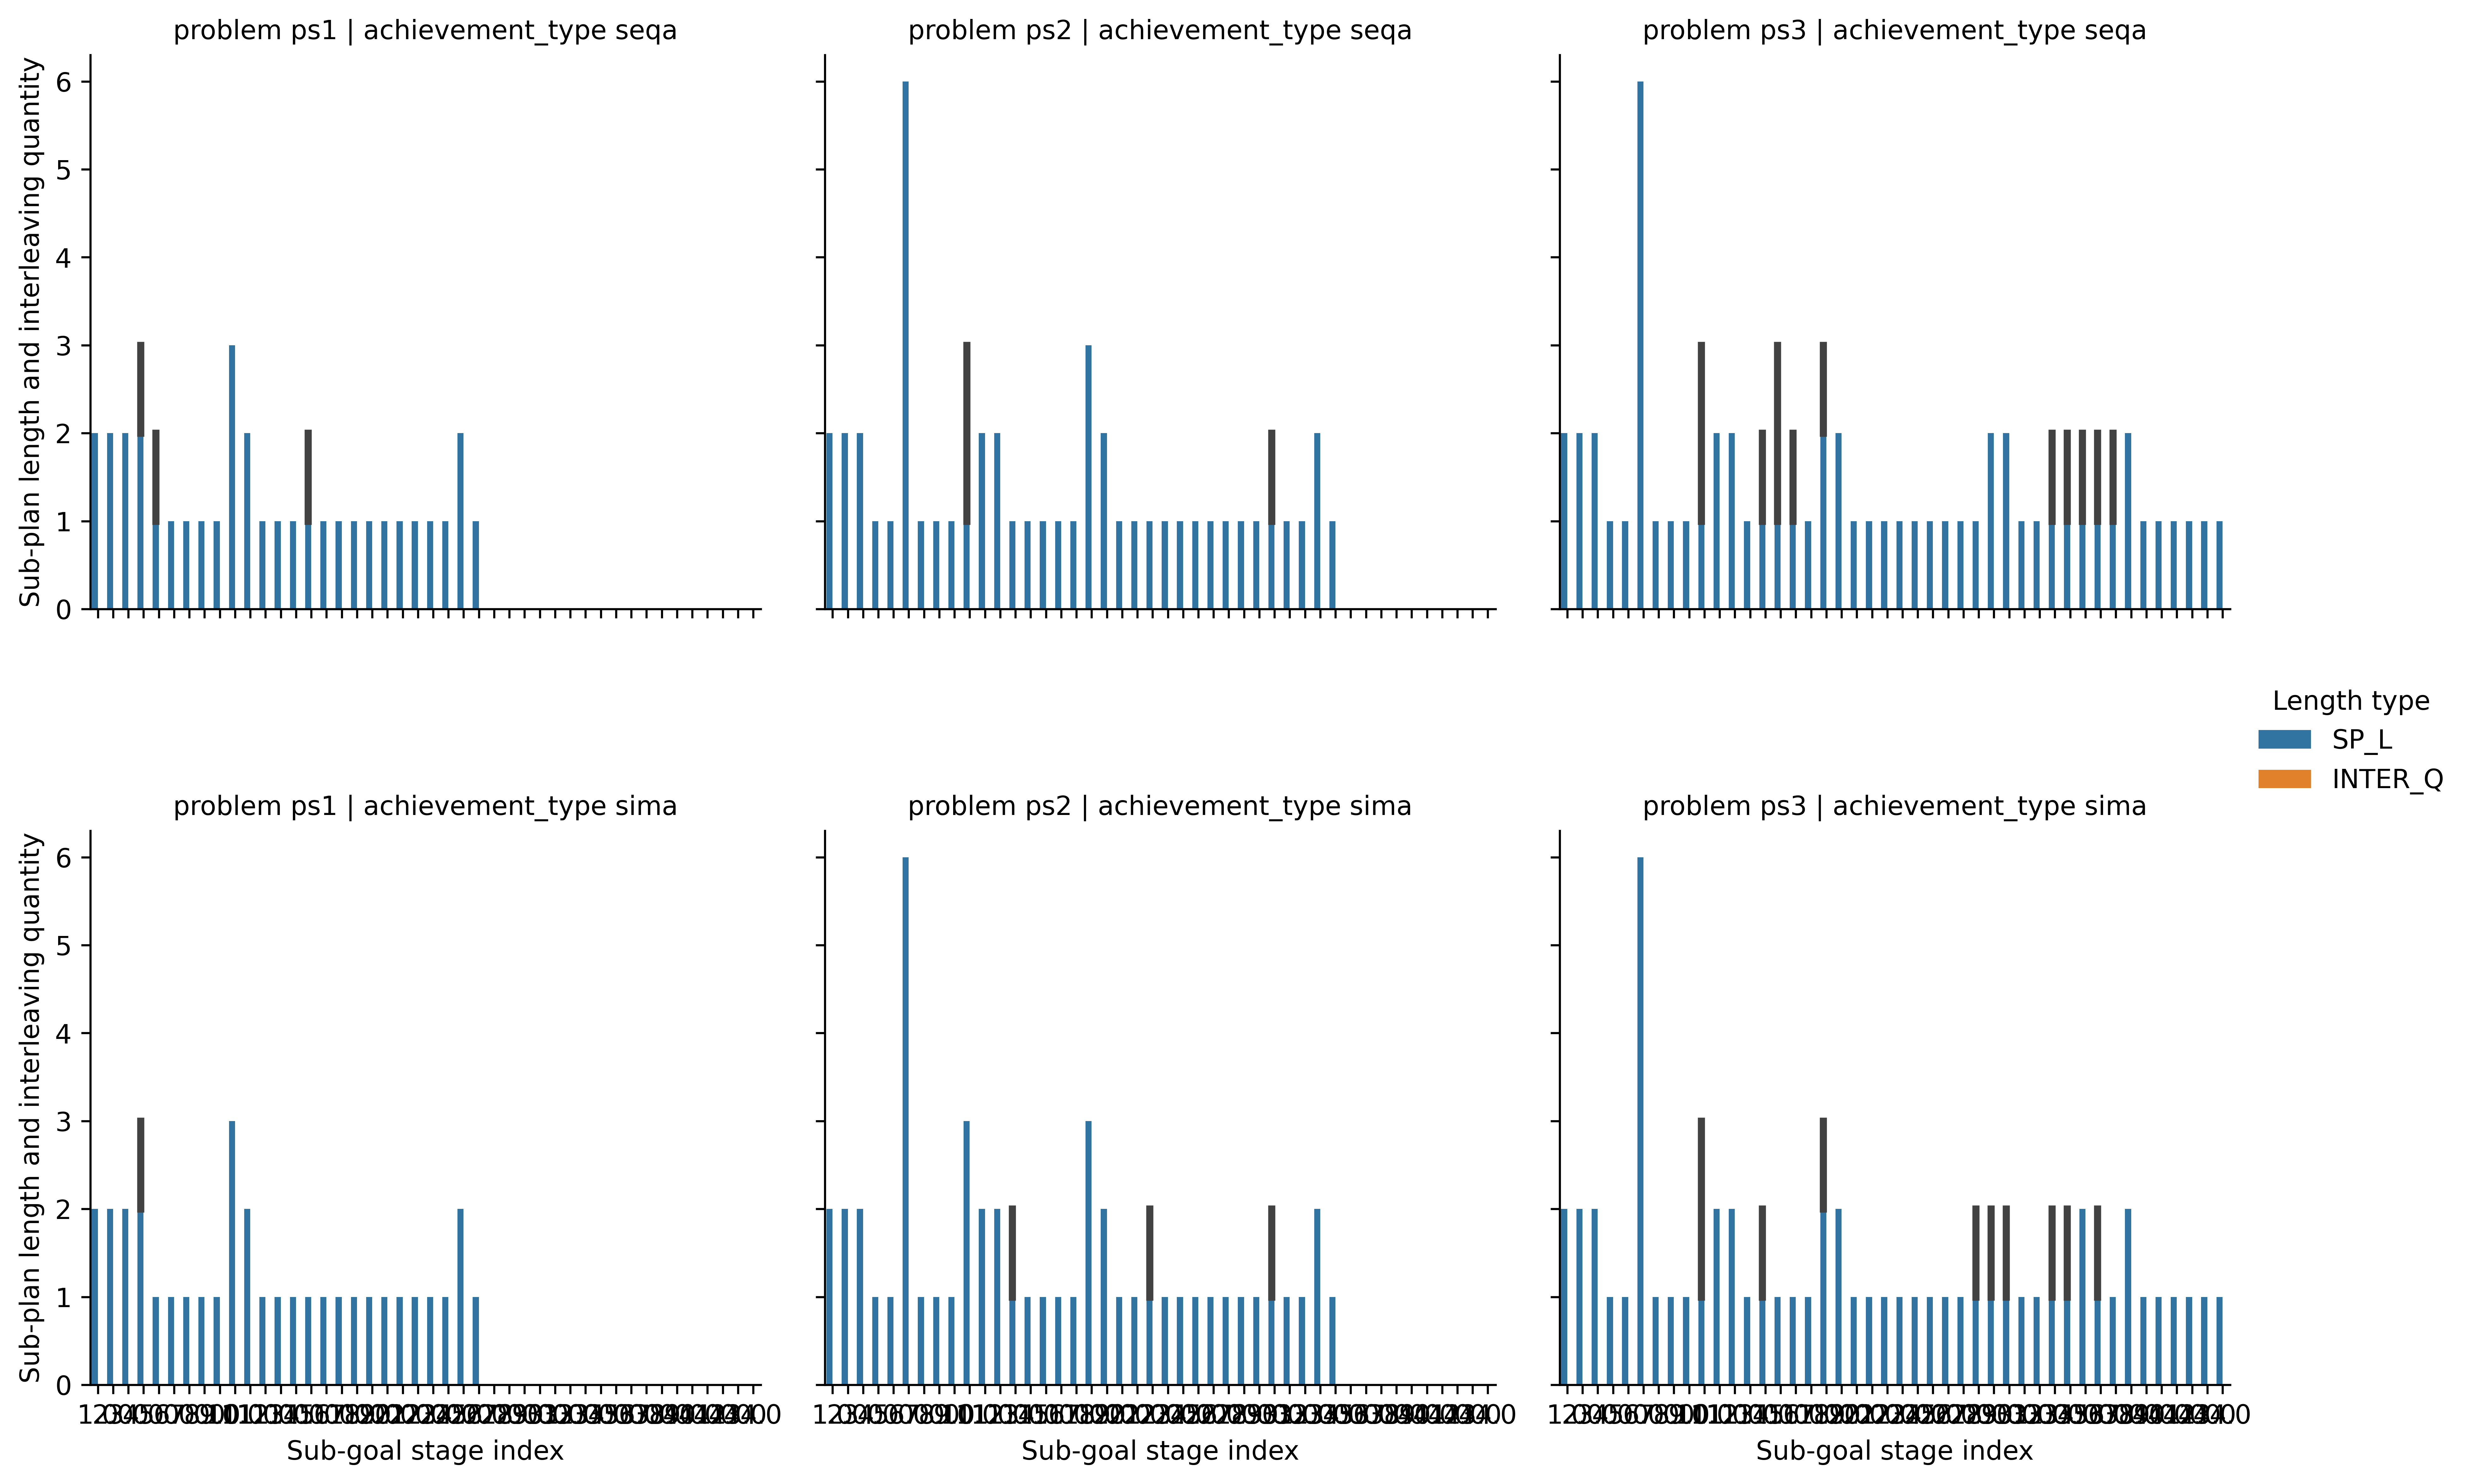 problem ps1 | achievement_type seqa
problem ps2 | achievement_type seqa
problem ps3 | achievement_type seqa
Sub-plan length and interleaving quantity
6
5
4
3
2
1
0
Length type
SP_L
INTER_Q
problem ps1 | achievement_type sima
problem ps2 | achievement_type sima
problem ps3 | achievement_type sima
Sub-plan length and interleaving quantity
6
5
4
3
2
1
0
Sub-goal stage index
Sub-goal stage index
Sub-goal stage index